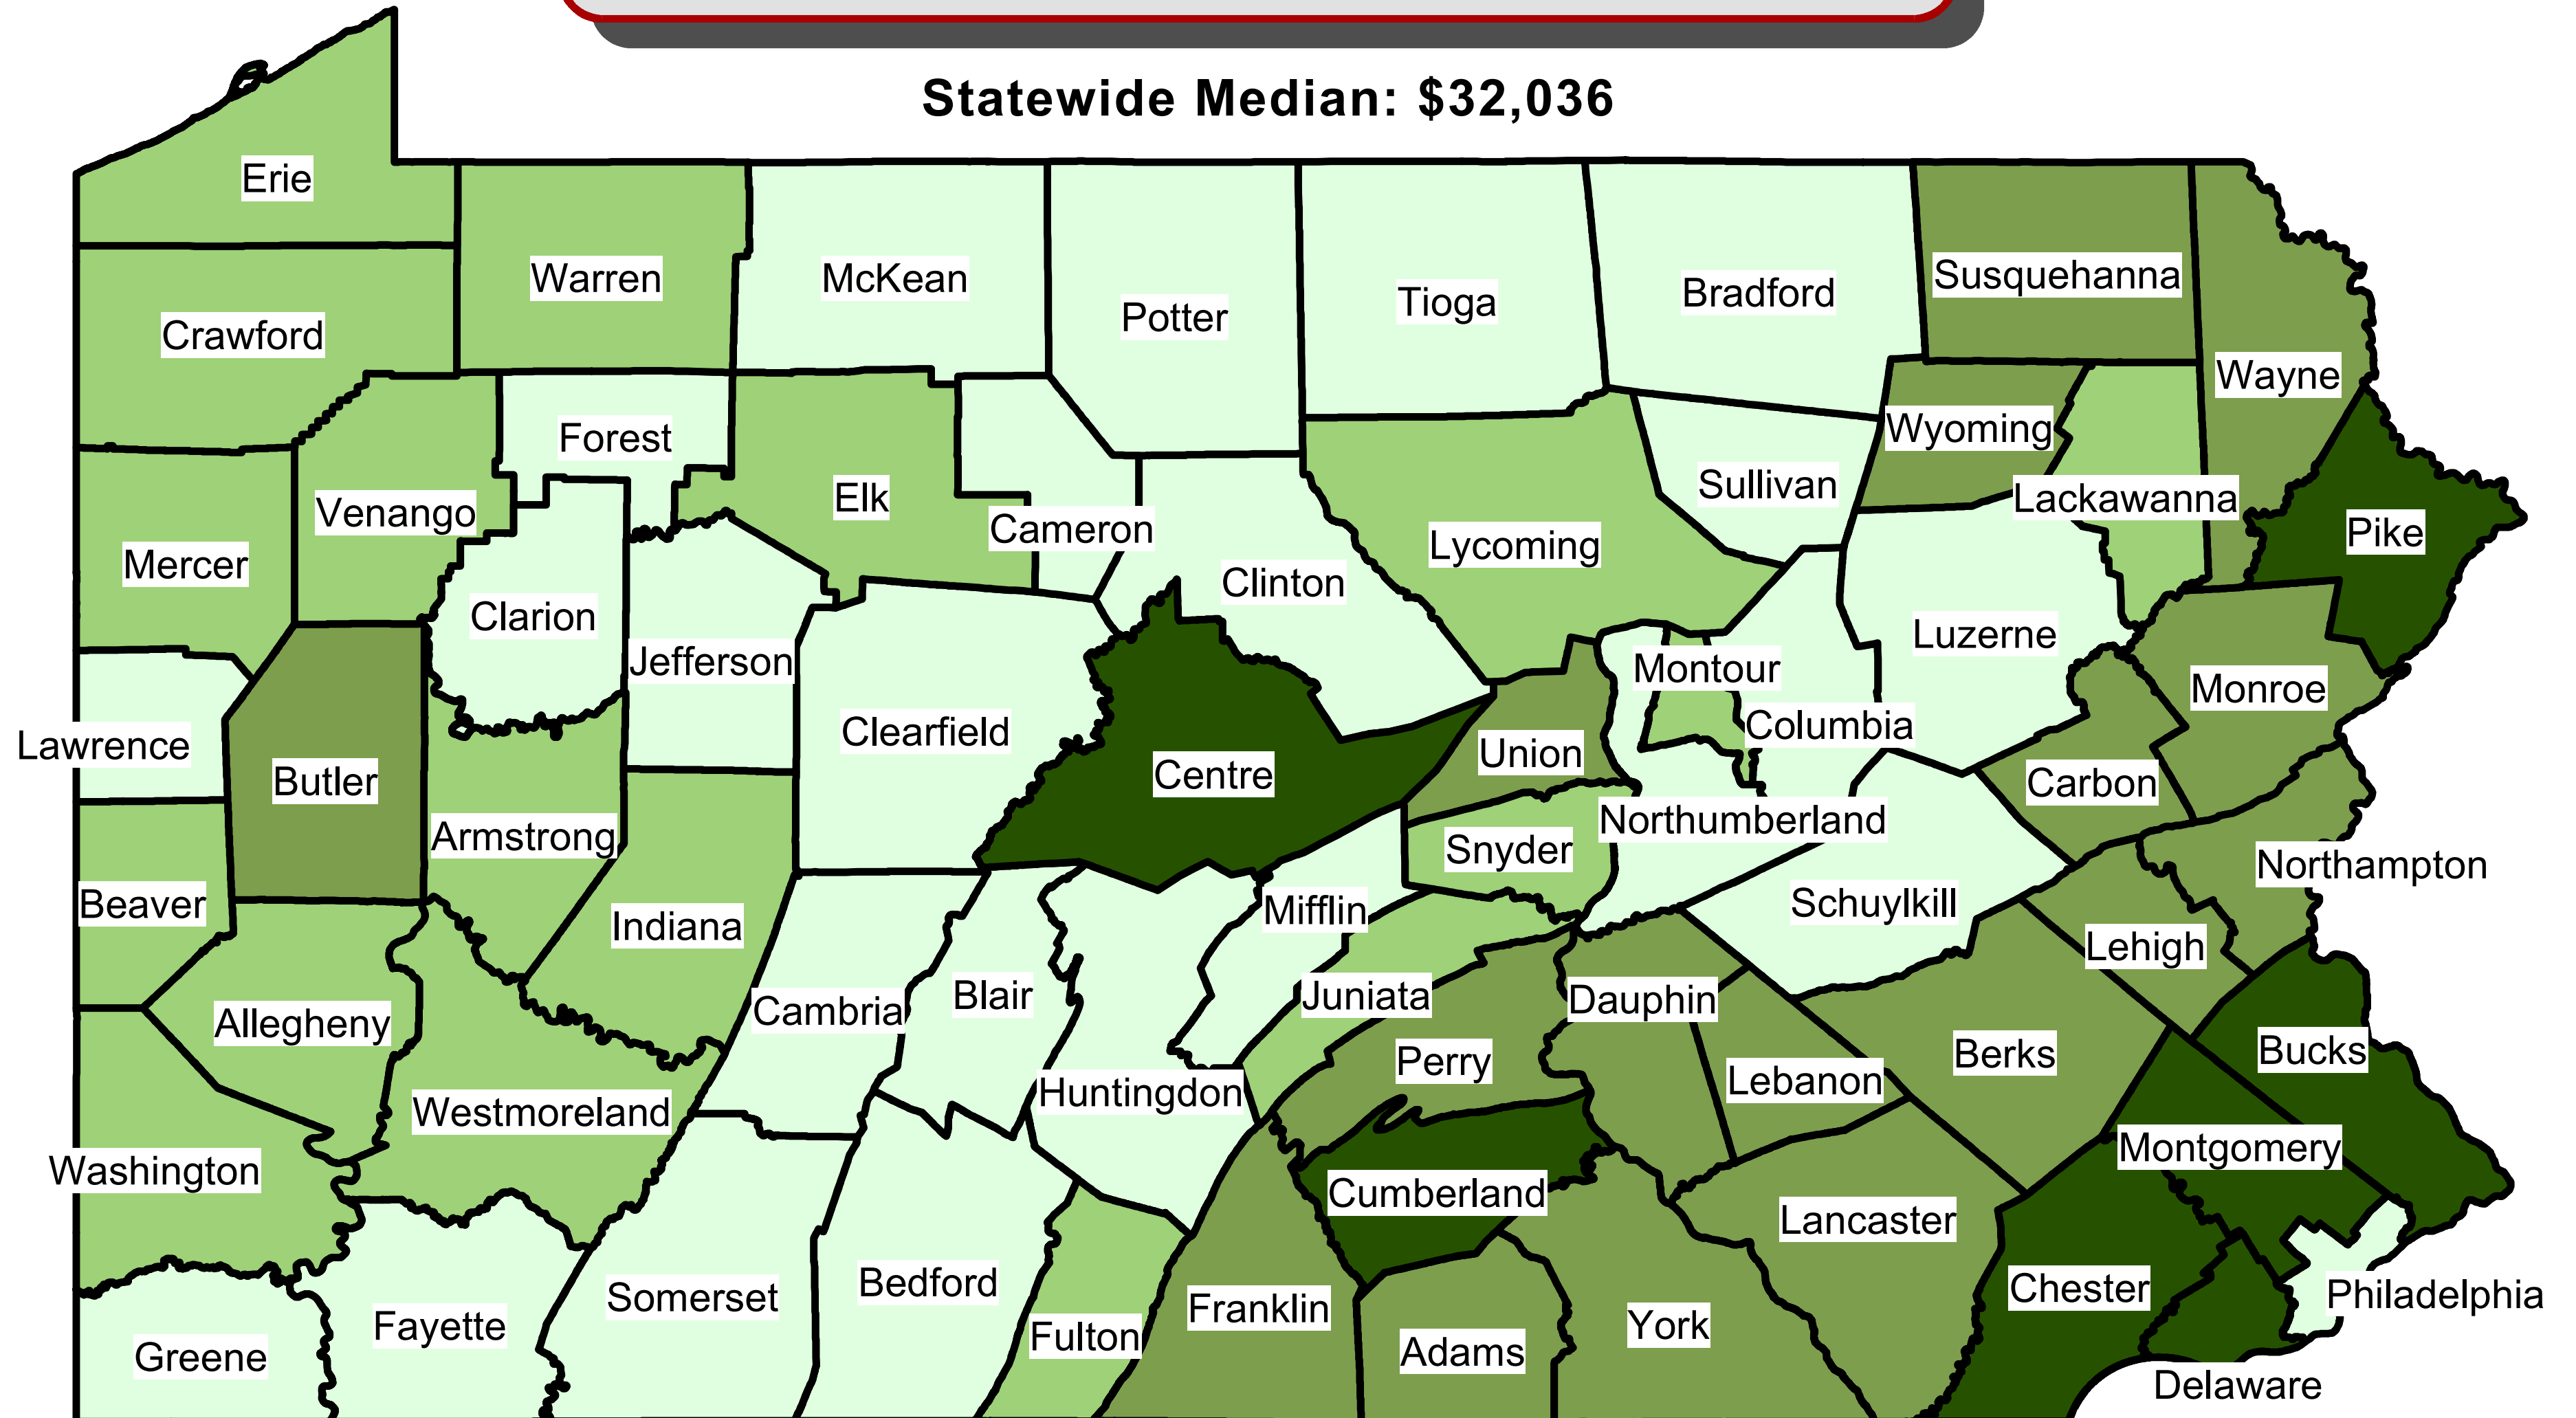 Statewide Median: $32,036
Erie
Warren
McKean
Potter
Tioga
Bradford
Susquehanna
Wayne
Crawford
Forest
Wyoming
Venango
Elk
Cameron
Sullivan
Lackawanna
Pike
Mercer
Lycoming
Clinton
Clarion
Jefferson
Montour
Luzerne
Monroe
Lawrence
Clearfield
Columbia
Butler
Centre
Union
Carbon
Armstrong
Snyder
Northumberland
Northampton
Beaver
Indiana
Mifflin
Schuylkill
Lehigh
Allegheny
Cambria
Blair
Juniata
Dauphin
Perry
Berks
Bucks
Westmoreland
Huntingdon
Lebanon
Washington
Montgomery
Cumberland
Lancaster
Somerset
Bedford
Franklin
Chester
Philadelphia
Greene
Fayette
Fulton
Adams
York
Delaware